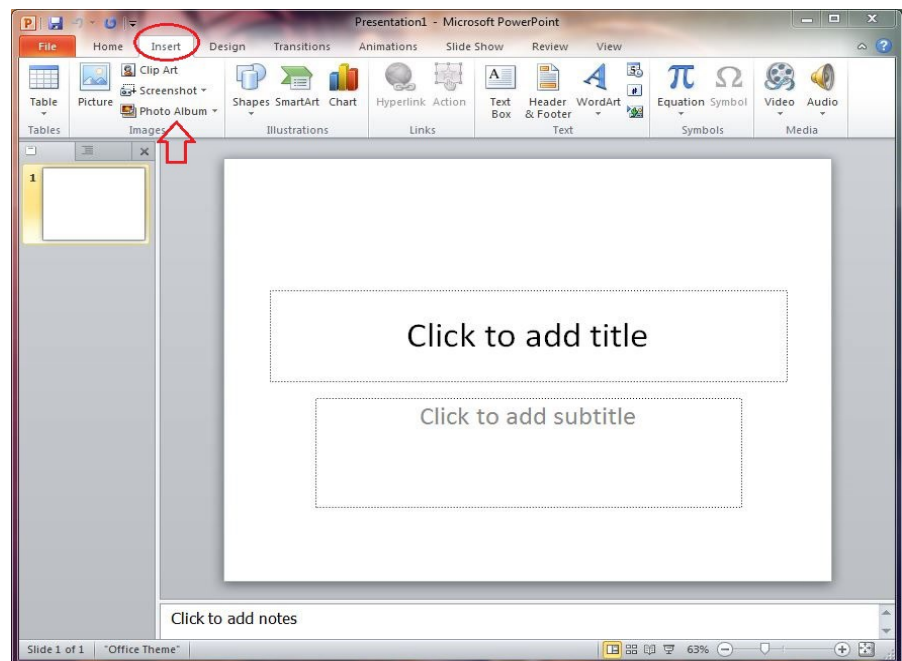 Presentation1 - Microsoft PowerPoint
File Home Insert Design Transitions Animations Slide Show Review View
Table
Picture
Clip Art
Screenshot
Photo Album
Shapes SmartArt Chart
Hyperlink Action
Text Box
Header & Footer
WordArt
Equation Symbol
Video Audio
Tables Images Illustrations Links Text Symbols Media
1
Click to add title
Click to add subtitle
Click to add notes
Slide 1 of 1 "Office Theme" 63%